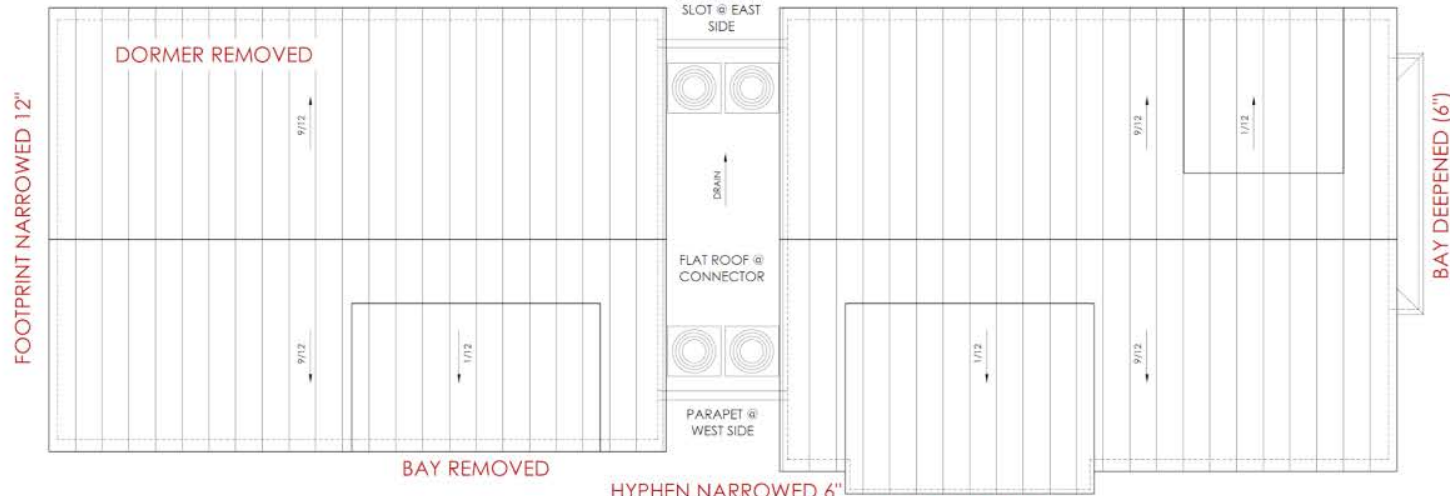 SLOT @ EAST
SIDE
DORMER REMOVED
FOOTPRINT NARROWED 12"
9/12
9/12
1/12
DRAIN
BAY DEEPENED (6")
FLAT ROOF @
CONNECTOR
9/12
1/12
1/12
9/12
PARAPET @
WEST SIDE
BAY REMOVED
HYPHEN NARROWED 6"